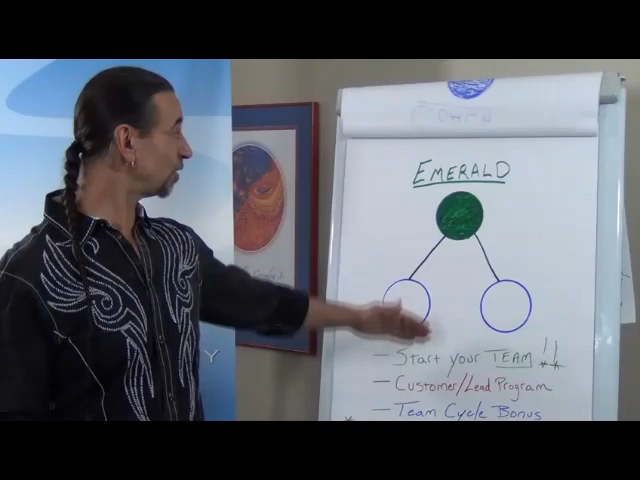 EMERALD
- Start your TEAM !!
- Customer/Lead Program
- Team Cycle Bonus
Y